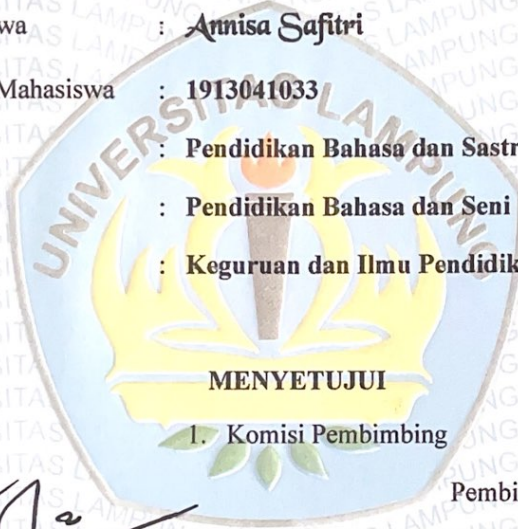 wa : Annisa Safitri
Mahasiswa : 1913041033
: Pendidikan Bahasa dan Sastr
: Pendidikan Bahasa dan Seni
: Keguruan dan Ilmu Pendidik
UNIVERSITAS LAMPUNG
MENYETUJUI
1. Komisi Pembimbing
Pembi